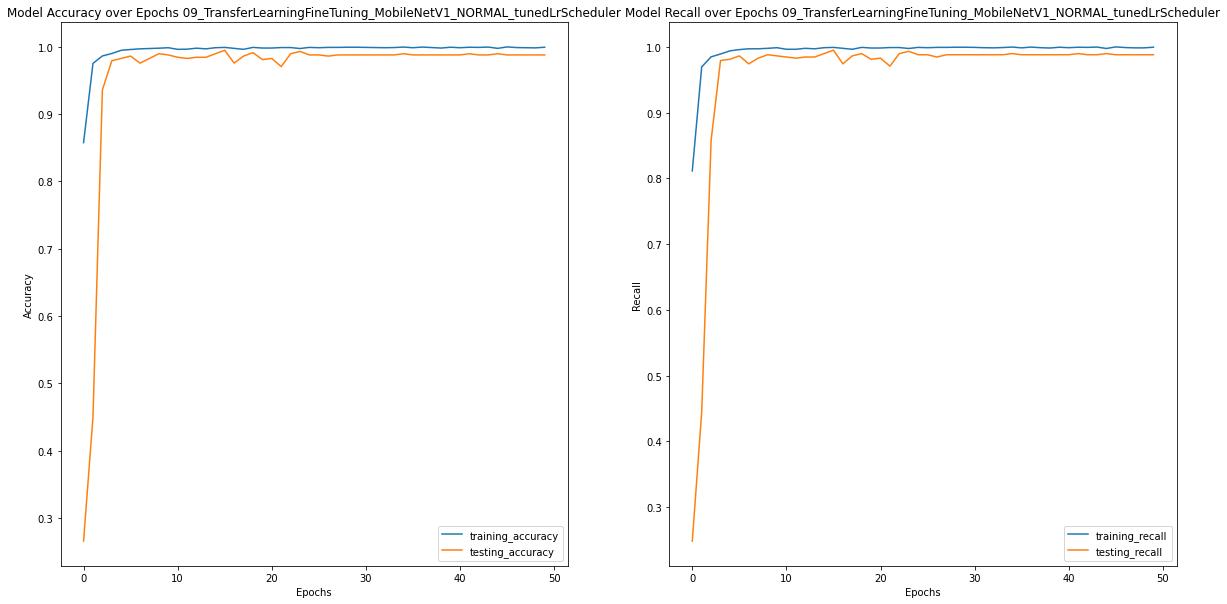 Model Accuracy over Epochs 09_TransferLearningFineTuning_MobileNetV1_NORMAL_tunedLrScheduler
1.0
0.9
0.8
0.7
0.6
0.5
0.4
0.3
Accuracy
0 10 20 30 40 50
Epochs
training_accuracy
testing_accuracy
Model Recall over Epochs 09_TransferLearningFineTuning_MobileNetV1_NORMAL_tunedLrScheduler
1.0
0.9
0.8
0.7
0.6
0.5
0.4
0.3
Recall
0 10 20 30 40 50
Epochs
training_recall
testing_recall